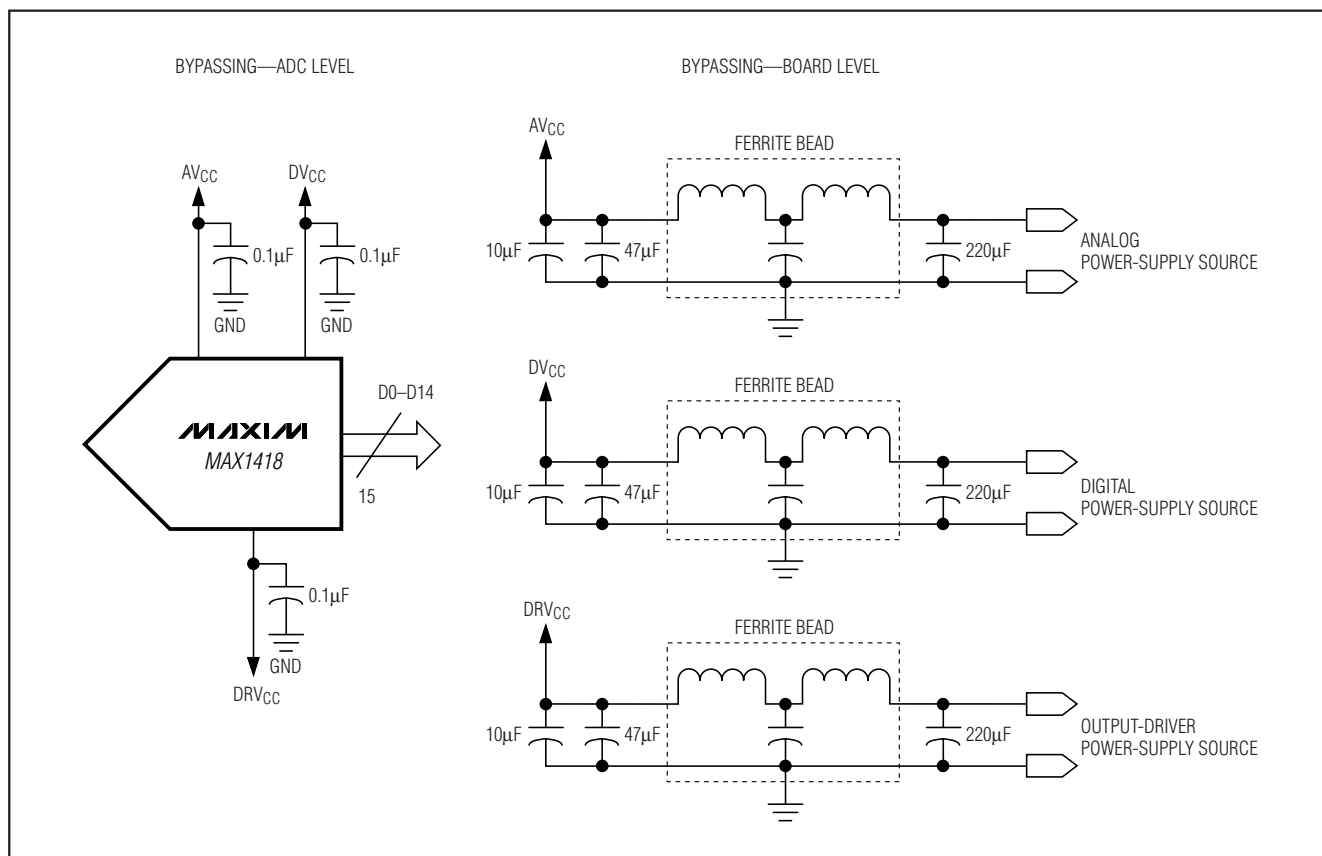 BYPASSING—ADC LEVEL
AVCC
DVCC
0.1µF
0.1µF
GND
GND
D0–D14
MAXIM
MAX1418
15
0.1µF
GND
DRVCC
BYPASSING—BOARD LEVEL
AVCC
FERRITE BEAD
10µF
47µF
220µF
ANALOG
POWER-SUPPLY SOURCE
DVCC
FERRITE BEAD
10µF
47µF
220µF
DIGITAL
POWER-SUPPLY SOURCE
DRVCC
FERRITE BEAD
10µF
47µF
220µF
OUTPUT-DRIVER
POWER-SUPPLY SOURCE